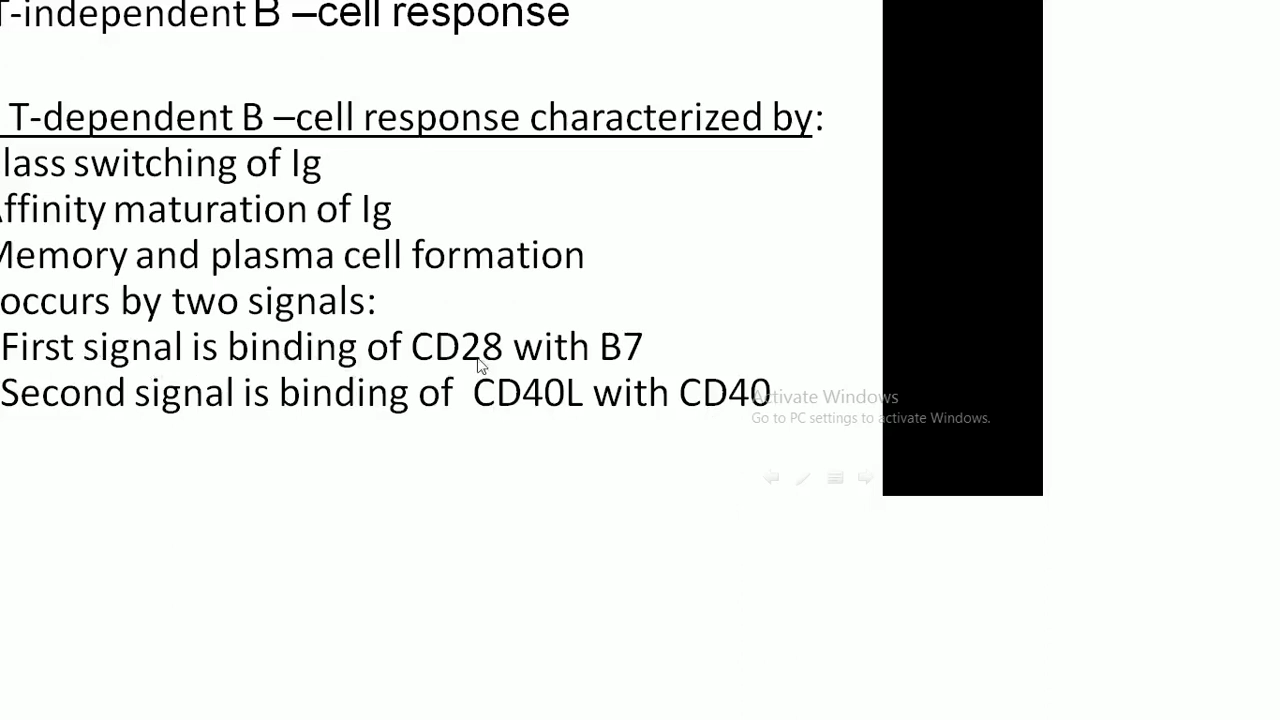 T-independent B –cell response
T-dependent B –cell response characterized by:
lass switching of Ig
ffinity maturation of Ig
Memory and plasma cell formation
occurs by two signals:
First signal is binding of CD28 with B7
Second signal is binding of CD40L with CD40
Activate Windows
Go to PC settings to activate Windows.